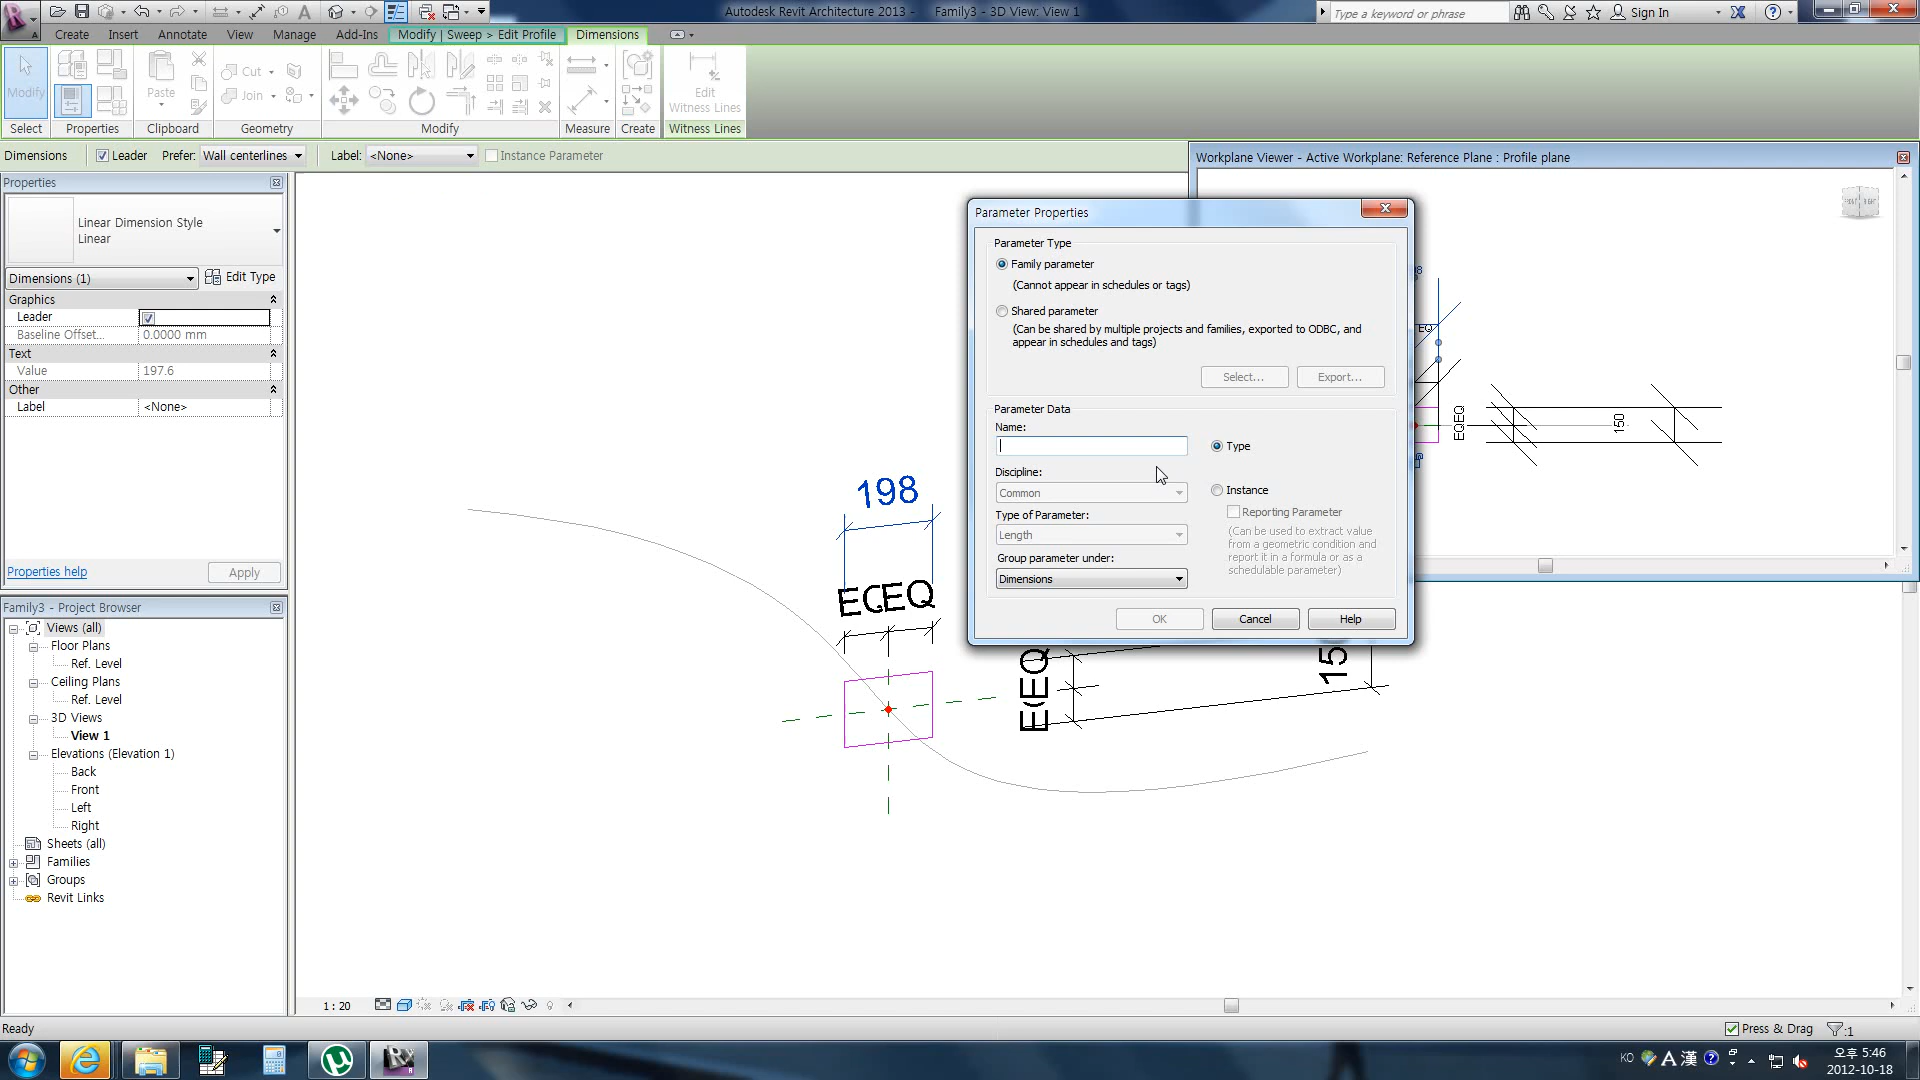 Autodesk Revit Architecture 2013 -    Family3 - 3D View: View 1
Type a keyword or phrase
Sign In
Create Insert Annotate View Manage Add-Ins Modify | Sweep > Edit Profile Dimensions
Modify
Paste
Cut
Join
Edit
Witness Lines
Select Properties Clipboard Geometry Modify Measure Create Witness Lines
Dimensions Leader Prefer: Wall centerlines Label: <None> Instance Parameter
Properties
Linear Dimension Style
Linear
Dimensions (1) Edit Type
Graphics
Leader
Baseline Offset... 0.0000 mm
Text
Value 197.6
Other
Label <None>
Properties help Apply
Family3 - Project Browser
Views (all)
Floor Plans
Ref. Level
Ceiling Plans
Ref. Level
3D Views
View 1
Elevations (Elevation 1)
Back
Front
Left
Right
Sheets (all)
Families
Groups
Revit Links
198
EQEQ
EQEQ
150
Workplane Viewer - Active Workplane: Reference Plane : Profile plane
EQ
EQEQ
150
Parameter Properties
Parameter Type
Family parameter
(Cannot appear in schedules or tags)
Shared parameter
(Can be shared by multiple projects and families, exported to ODBC, and
appear in schedules and tags)
Select... Export...
Parameter Data
Name:
Type
Discipline:
Common
Instance
Reporting Parameter
Type of Parameter:
Length
(Can be used to extract value
from a geometric condition and
report it in a formula or as a
schedulable parameter)
Group parameter under:
Dimensions
OK Cancel Help
1 : 20
Ready
Press & Drag
:1
KO A 漢
오후 5:46
2012-10-18